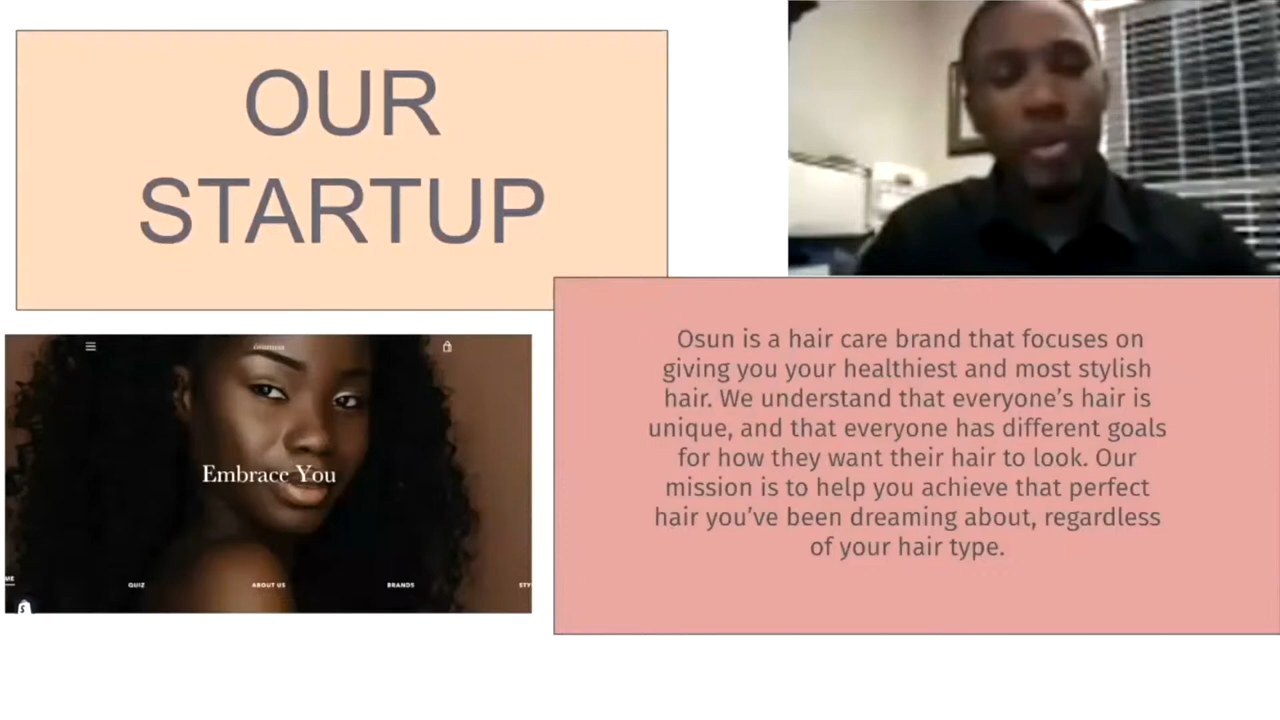 OUR
STARTUP
Osun is a hair care brand that focuses on
giving you your healthiest and most stylish
hair. We understand that everyone's hair is
unique, and that everyone has different goals
for how they want their hair to look. Our
mission is to help you achieve that perfect
hair you've been dreaming about, regardless
of your hair type.
Embrace You
ME QUIZ ABOUT US BRANDS STY